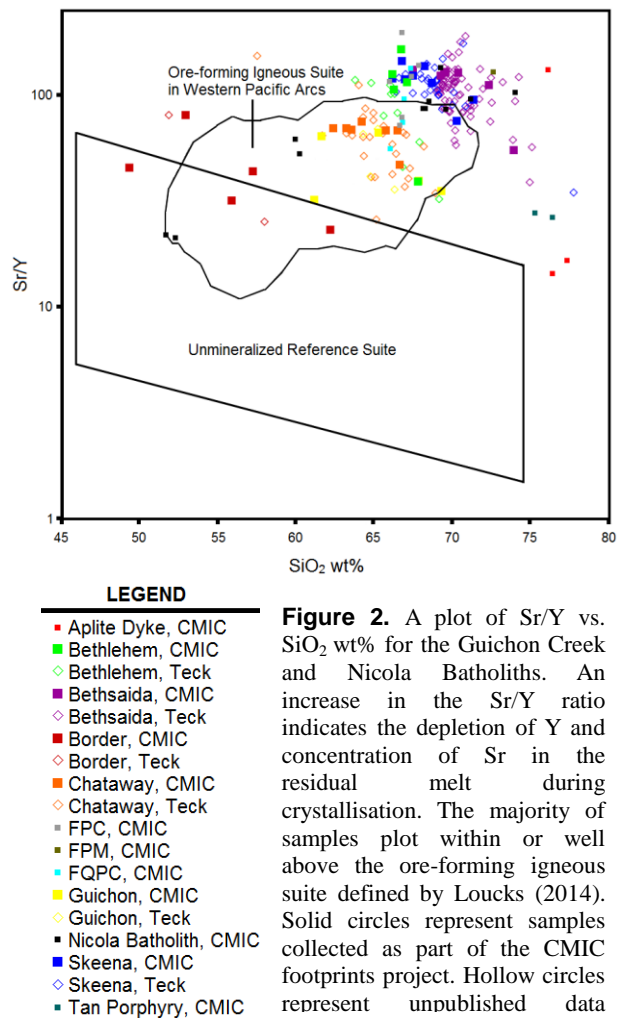 Ore-forming Igneous Suite
in Western Pacific Arcs
100
Sr/Y
10
Unmineralized Reference Suite
1
45 50 55 60 65 70 75 80
SiO₂ wt%
LEGEND
Aplite Dyke, CMIC
Bethlehem, CMIC
Bethlehem, Teck
Bethsaida, CMIC
Bethsaida, Teck
Border, CMIC
Border, Teck
Chataway, CMIC
Chataway, Teck
FPC, CMIC
FPM, CMIC
FQPC, CMIC
Guichon, CMIC
Guichon, Teck
Nicola Batholith, CMIC
Skeena, CMIC
Skeena, Teck
Tan Porphyry, CMIC
Figure 2. A plot of Sr/Y vs.
SiO₂ wt% for the Guichon Creek
and Nicola Batholiths. An
increase in the Sr/Y ratio
indicates the depletion of Y and
concentration of Sr in the
residual melt during
crystallisation. The majority of
samples plot within or well
above the ore-forming igneous
suite defined by Loucks (2014).
Solid circles represent samples
collected as part of the CMIC
footprints project. Hollow circles
represent unpublished data